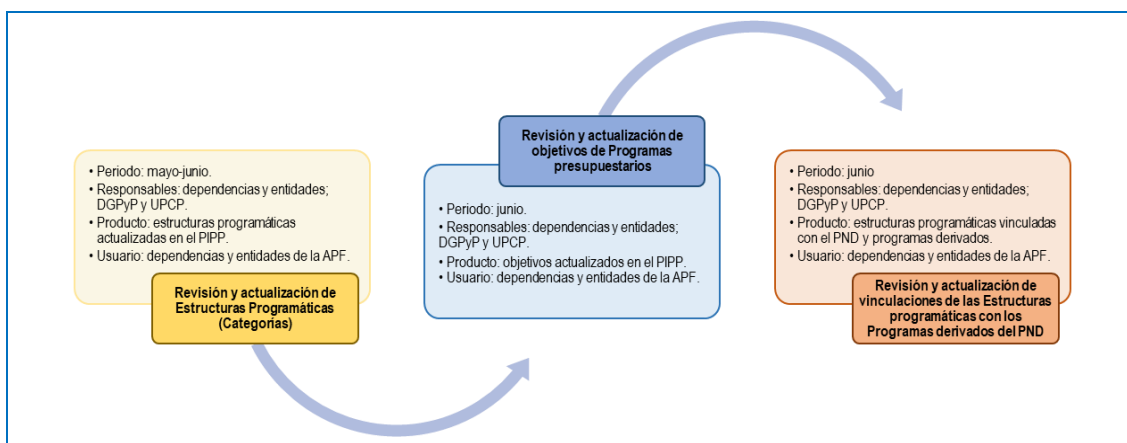 • Periodo: mayo-junio.
• Responsables: dependencias y entidades;
DGPyP y UPCP.
• Producto: estructuras programáticas
actualizadas en el PIPP.
• Usuario: dependencias y entidades de la APF.
Revisión y actualización de
Estructuras Programáticas
(Categorías)
Revisión y actualización de
objetivos de Programas
presupuestarios
• Periodo: junio.
• Responsables: dependencias y entidades;
DGPyP y UPCP.
• Producto: objetivos actualizados en el PIPP.
• Usuario: dependencias y entidades de la APF.
• Periodo: junio
• Responsables: dependencias y entidades;
DGPyP y UPCP.
• Producto: estructuras programáticas vinculadas
con el PND y programas derivados.
• Usuario: dependencias y entidades de la APF.
Revisión y actualización de
vinculaciones de las Estructuras
programáticas con los
Programas derivados del PND